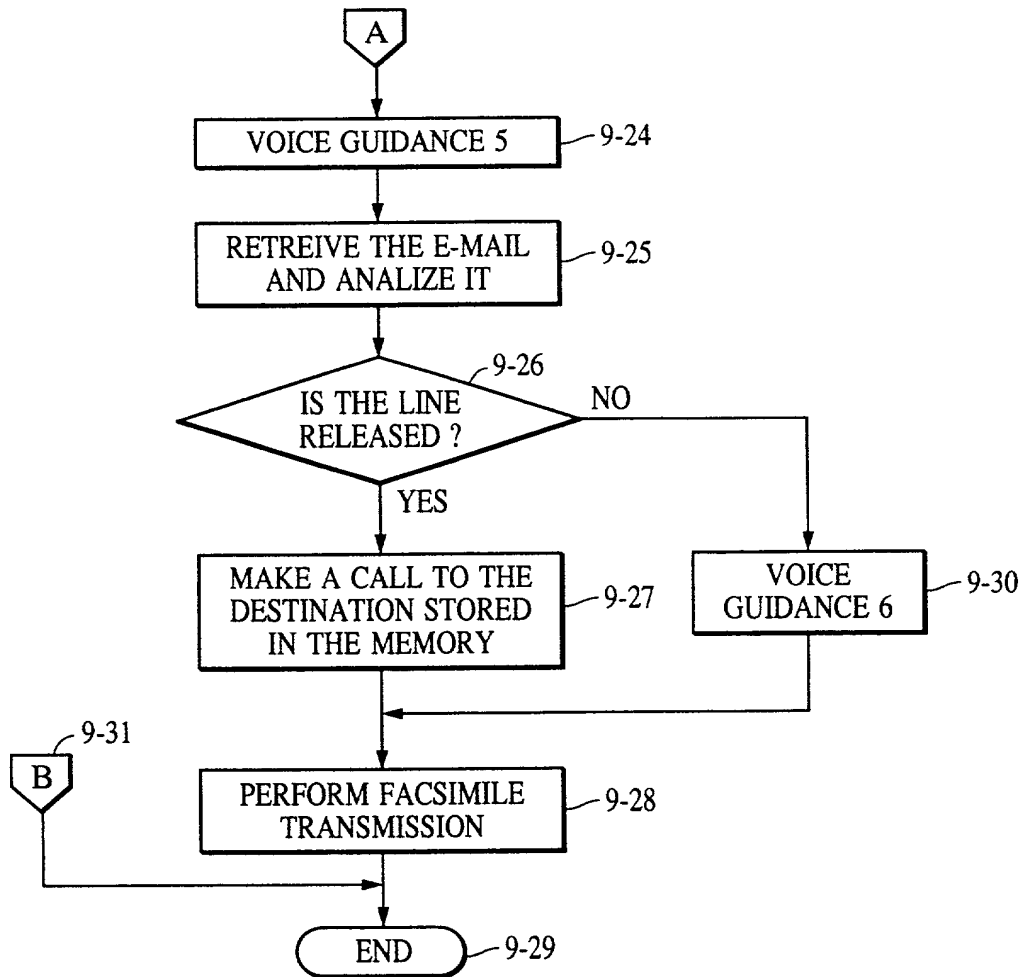 A
VOICE GUIDANCE 5
9-24
RETREIVE THE E-MAIL
AND ANALIZE IT
9-25
9-26
IS THE LINE
RELEASED ?
NO
YES
MAKE A CALL TO THE
DESTINATION STORED
IN THE MEMORY
9-27
VOICE
GUIDANCE 6
9-30
9-31
B
PERFORM FACSIMILE
TRANSMISSION
9-28
END
9-29